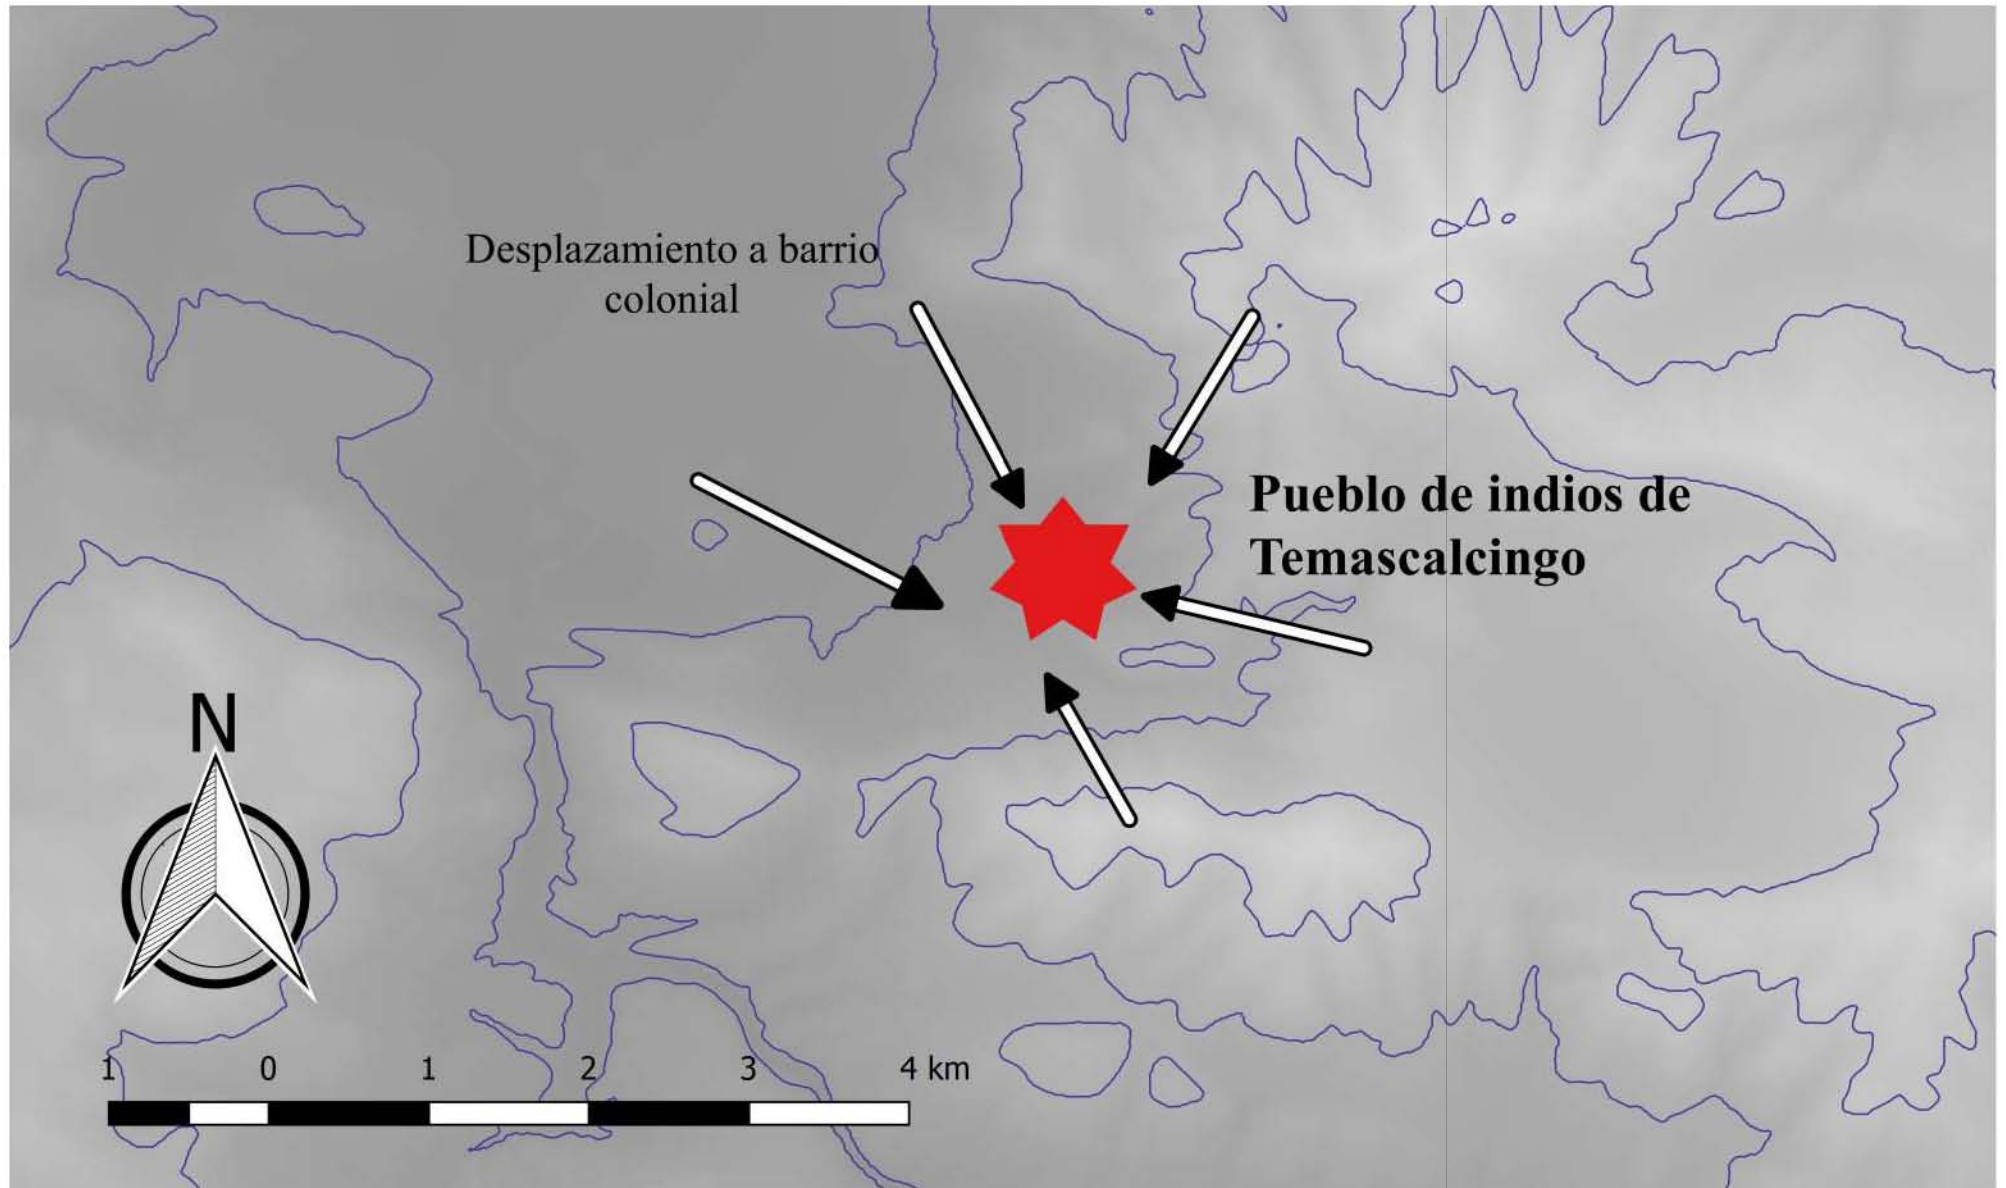 Desplazamiento a barrio
colonial
Pueblo de indios de
Temascalcingo
N
1 0 1 2 3 4 km